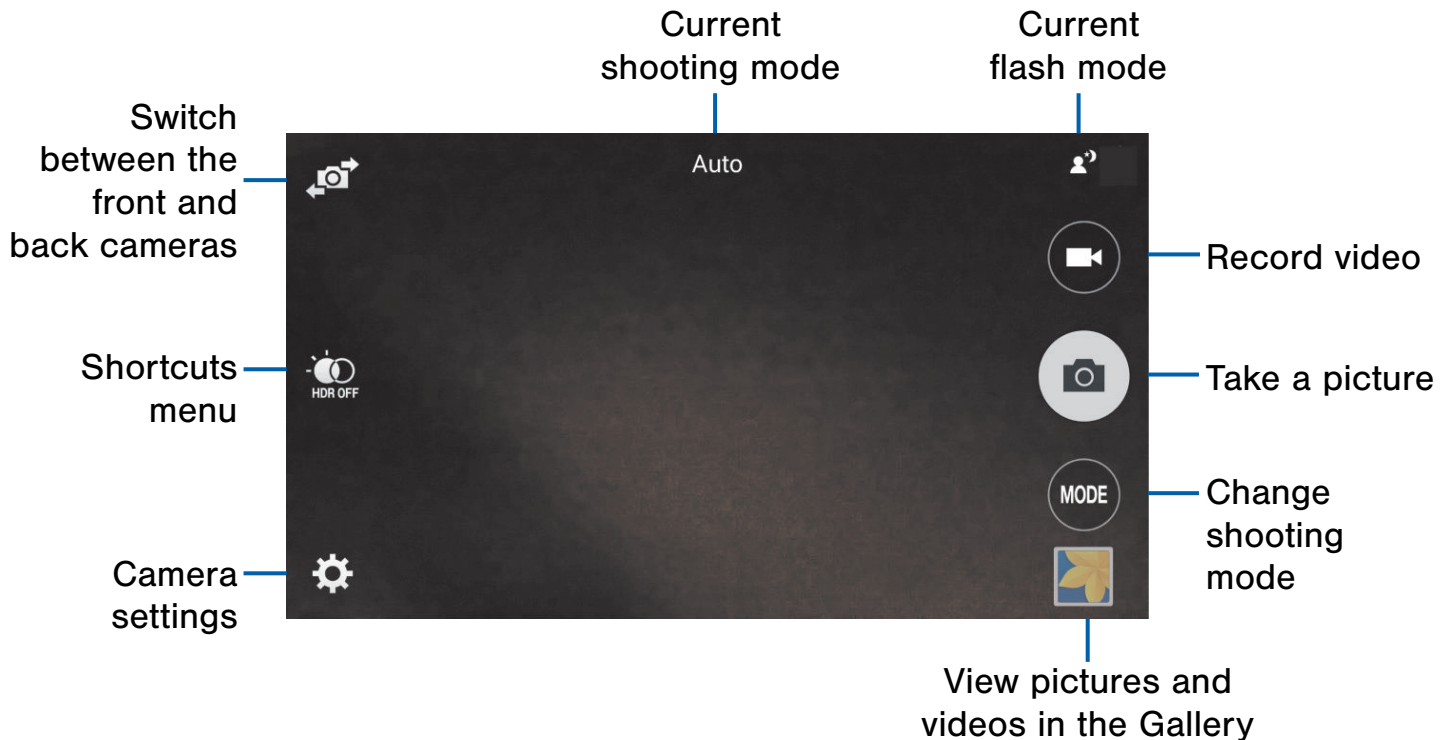 Current
shooting mode
Current
flash mode
Switch
between the
front and
back cameras
Auto
Record video
Shortcuts
menu
HDR OFF
Take a picture
MODE
Change
shooting
mode
Camera
settings
View pictures and
videos in the Gallery